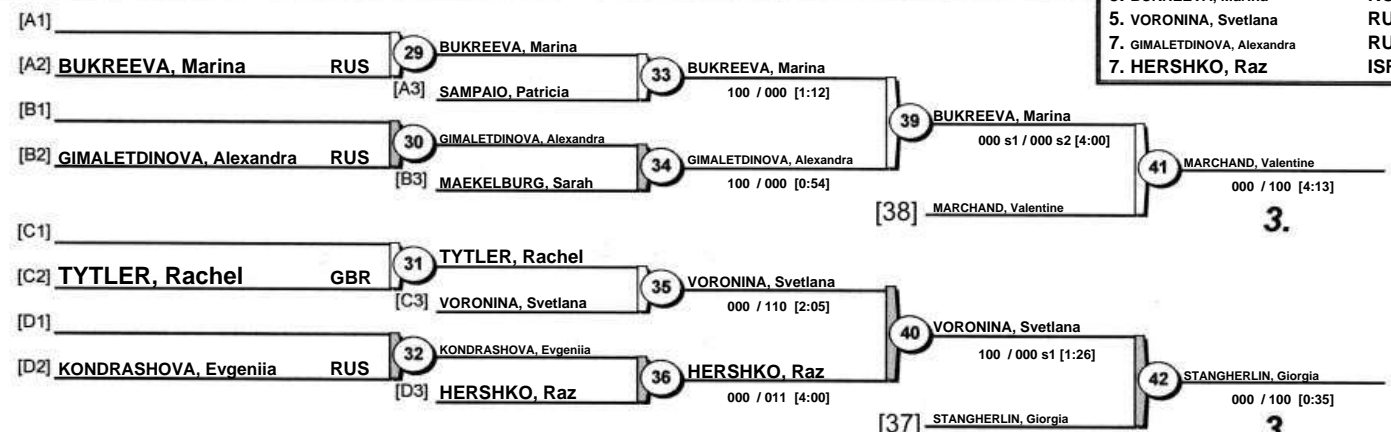 5. VORONINA, Svetlana
7. GIMALETDINOVA, Alexandra
7. HERSHKO, Raz
[A1]
[A2] BUKREEVA, Marina RUS
29
BUKREEVA, Marina
[A3] SAMPAIO, Patricia
33
BUKREEVA, Marina
100 / 000 [1:12]
[B1]
[B2] GIMALETDINOVA, Alexandra RUS
30
GIMALETDINOVA, Alexandra
[B3] MAEKELBURG, Sarah
34
GIMALETDINOVA, Alexandra
100 / 000 [0:54]
39
BUKREEVA, Marina
000 s1 / 000 s2 [4:00]
[38] MARCHAND, Valentine
41
MARCHAND, Valentine
000 / 100 [4:13]
3.
[C1]
[C2] TYTLER, Rachel GBR
31
TYTLER, Rachel
[C3] VORONINA, Svetlana
35
VORONINA, Svetlana
000 / 110 [2:05]
[D1]
[D2] KONDRASHOVA, Evgeniia RUS
32
KONDRASHOVA, Evgeniia
[D3] HERSHKO, Raz
36
HERSHKO, Raz
000 / 011 [4:00]
40
VORONINA, Svetlana
100 / 000 s1 [1:26]
[37] STANGHERLIN, Giorgia
42
STANGHERLIN, Giorgia
000 / 100 [0:35]